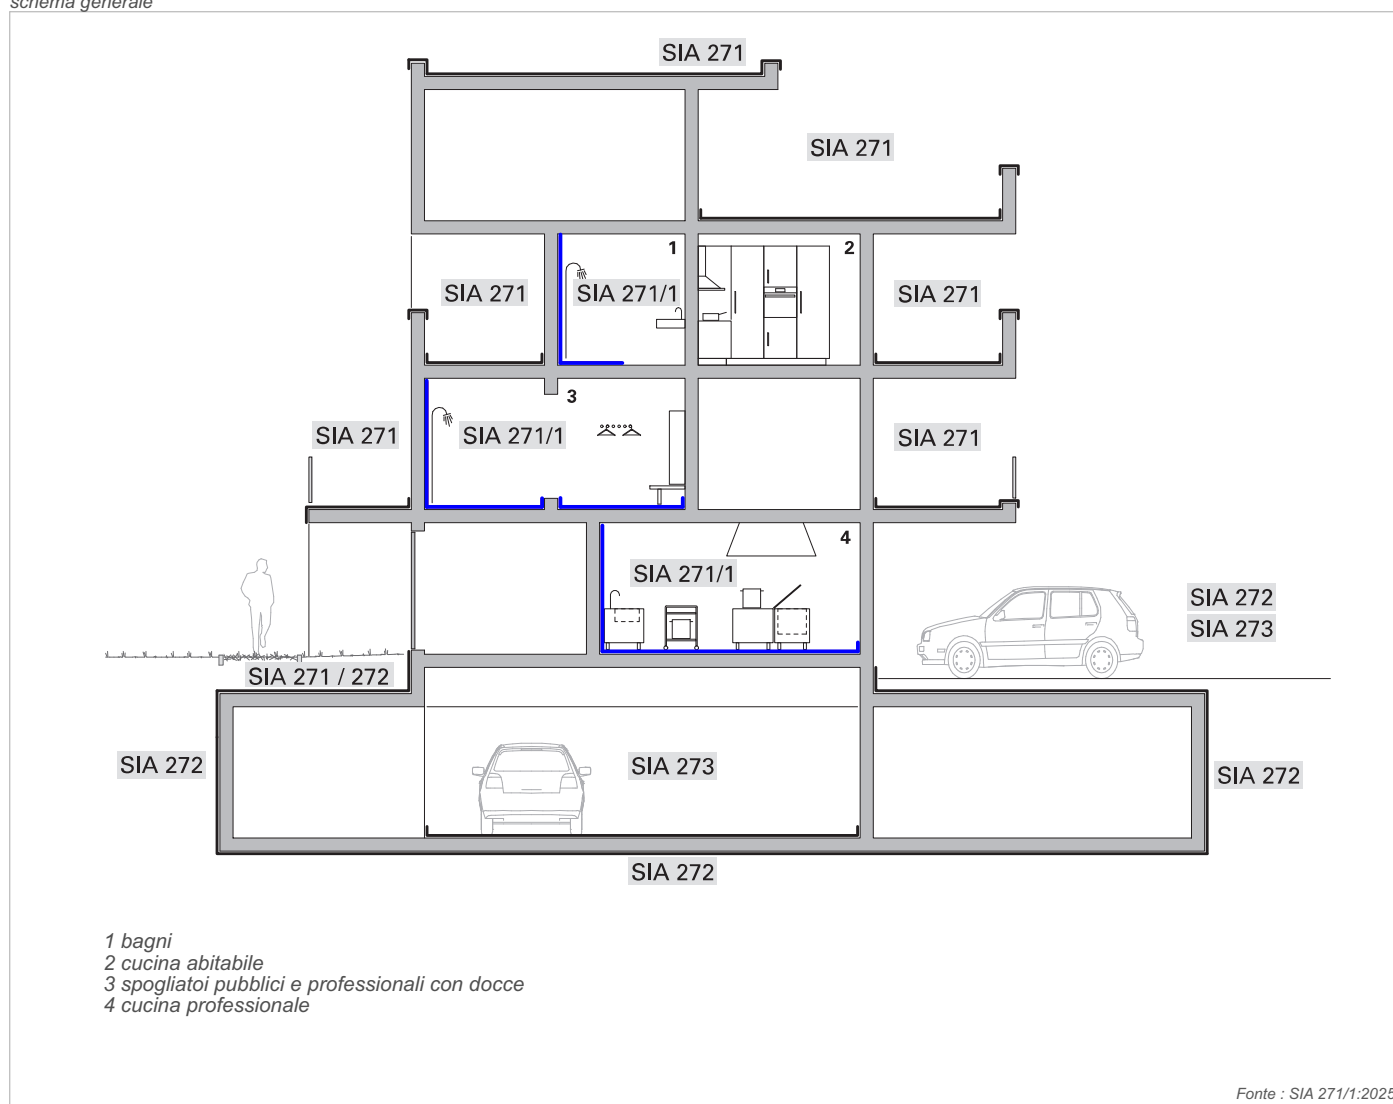 schema generale
SIA 271
SIA 271
1
2
SIA 271
SIA 271/1
SIA 271
3
SIA 271
SIA 271/1
SIA 271
4
SIA 271/1
SIA 272
SIA 273
SIA 271 / 272
SIA 272
SIA 273
SIA 272
SIA 272
1 bagni
2 cucina abitabile
3 spogliatoi pubblici e professionali con docce
4 cucina professionale
Fonte : SIA 271/1:2025